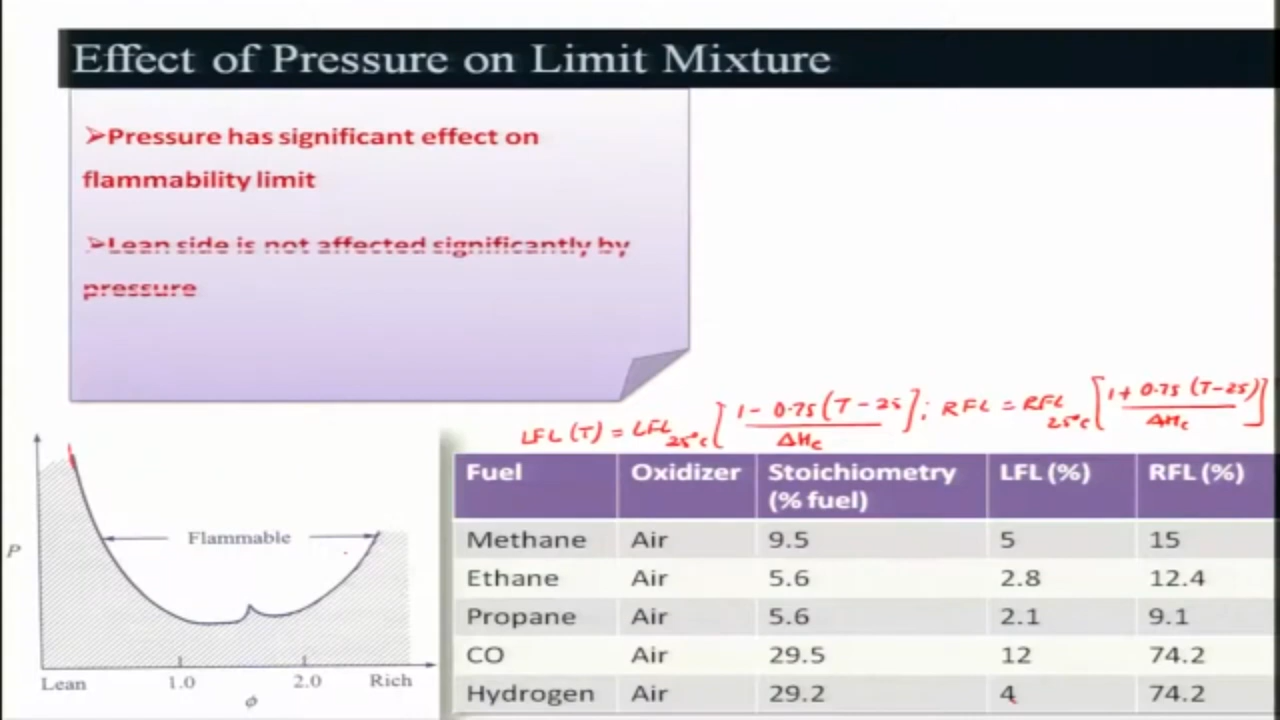 Effect of Pressure on Limit Mixture
➢Pressure has significant effect on
flammability limit
➢Lean side is not affected significantly by
pressure
LFL (T) = LFL25°C [1 - 0.75 (T - 25) / ΔHc] ; RFL = RFL25°C [1 + 0.75 (T - 25) / ΔHc]
P
Flammable
Lean 1.0 2.0 Rich
ϕ
Fuel Oxidizer Stoichiometry (% fuel) LFL (%) RFL (%)
Methane Air 9.5 5 15
Ethane Air 5.6 2.8 12.4
Propane Air 5.6 2.1 9.1
CO Air 29.5 12 74.2
Hydrogen Air 29.2 4 74.2